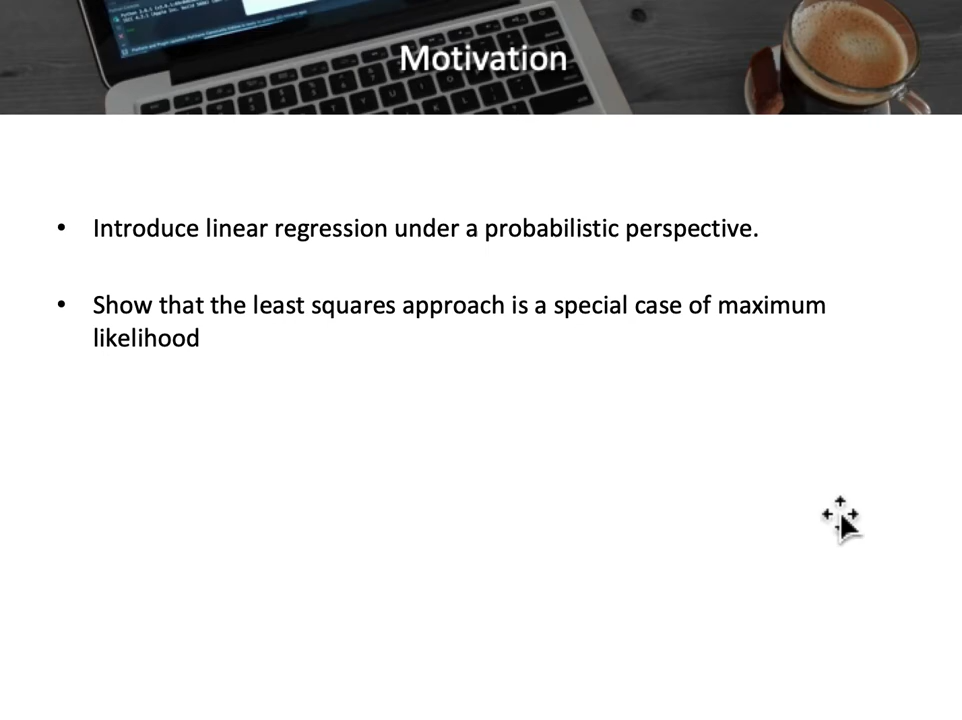 Motivation
• Introduce linear regression under a probabilistic perspective.
• Show that the least squares approach is a special case of maximum
likelihood